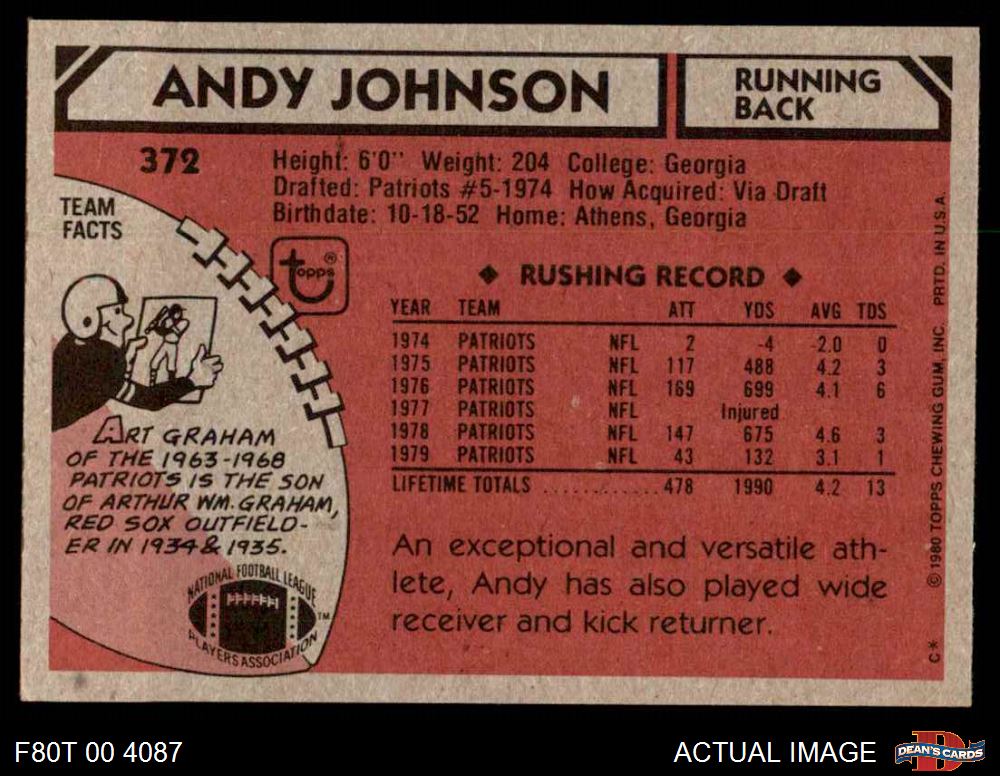 ANDY JOHNSON
RUNNING
BACK
372
Height: 6'0" Weight: 204 College: Georgia
Drafted: Patriots #5-1974 How Acquired: Via Draft
Birthdate: 10-18-52 Home: Athens, Georgia
TEAM
FACTS
topps ®
◆ RUSHING RECORD ◆
YEAR TEAM ATT YDS AVG TDS
1974 PATRIOTS NFL 2 -4 -2.0 0
1975 PATRIOTS NFL 117 488 4.2 3
1976 PATRIOTS NFL 169 699 4.1 6
1977 PATRIOTS NFL Injured
1978 PATRIOTS NFL 147 675 4.6 3
1979 PATRIOTS NFL 43 132 3.1 1
LIFETIME TOTALS ............ 478 1990 4.2 13
ART GRAHAM
OF THE 1963-1968
PATRIOTS IS THE SON
OF ARTHUR WM. GRAHAM,
RED SOX OUTFIELD-
ER IN 1934 & 1935.
NATIONAL FOOTBALL LEAGUE
PLAYERS ASSOCIATION
TM
An exceptional and versatile ath-
lete, Andy has also played wide
receiver and kick returner.
C* © 1980 TOPPS CHEWING GUM, INC. PRTD. IN U.S.A.
F80T 00 4087
ACTUAL IMAGE
D
DEAN'S CARDS